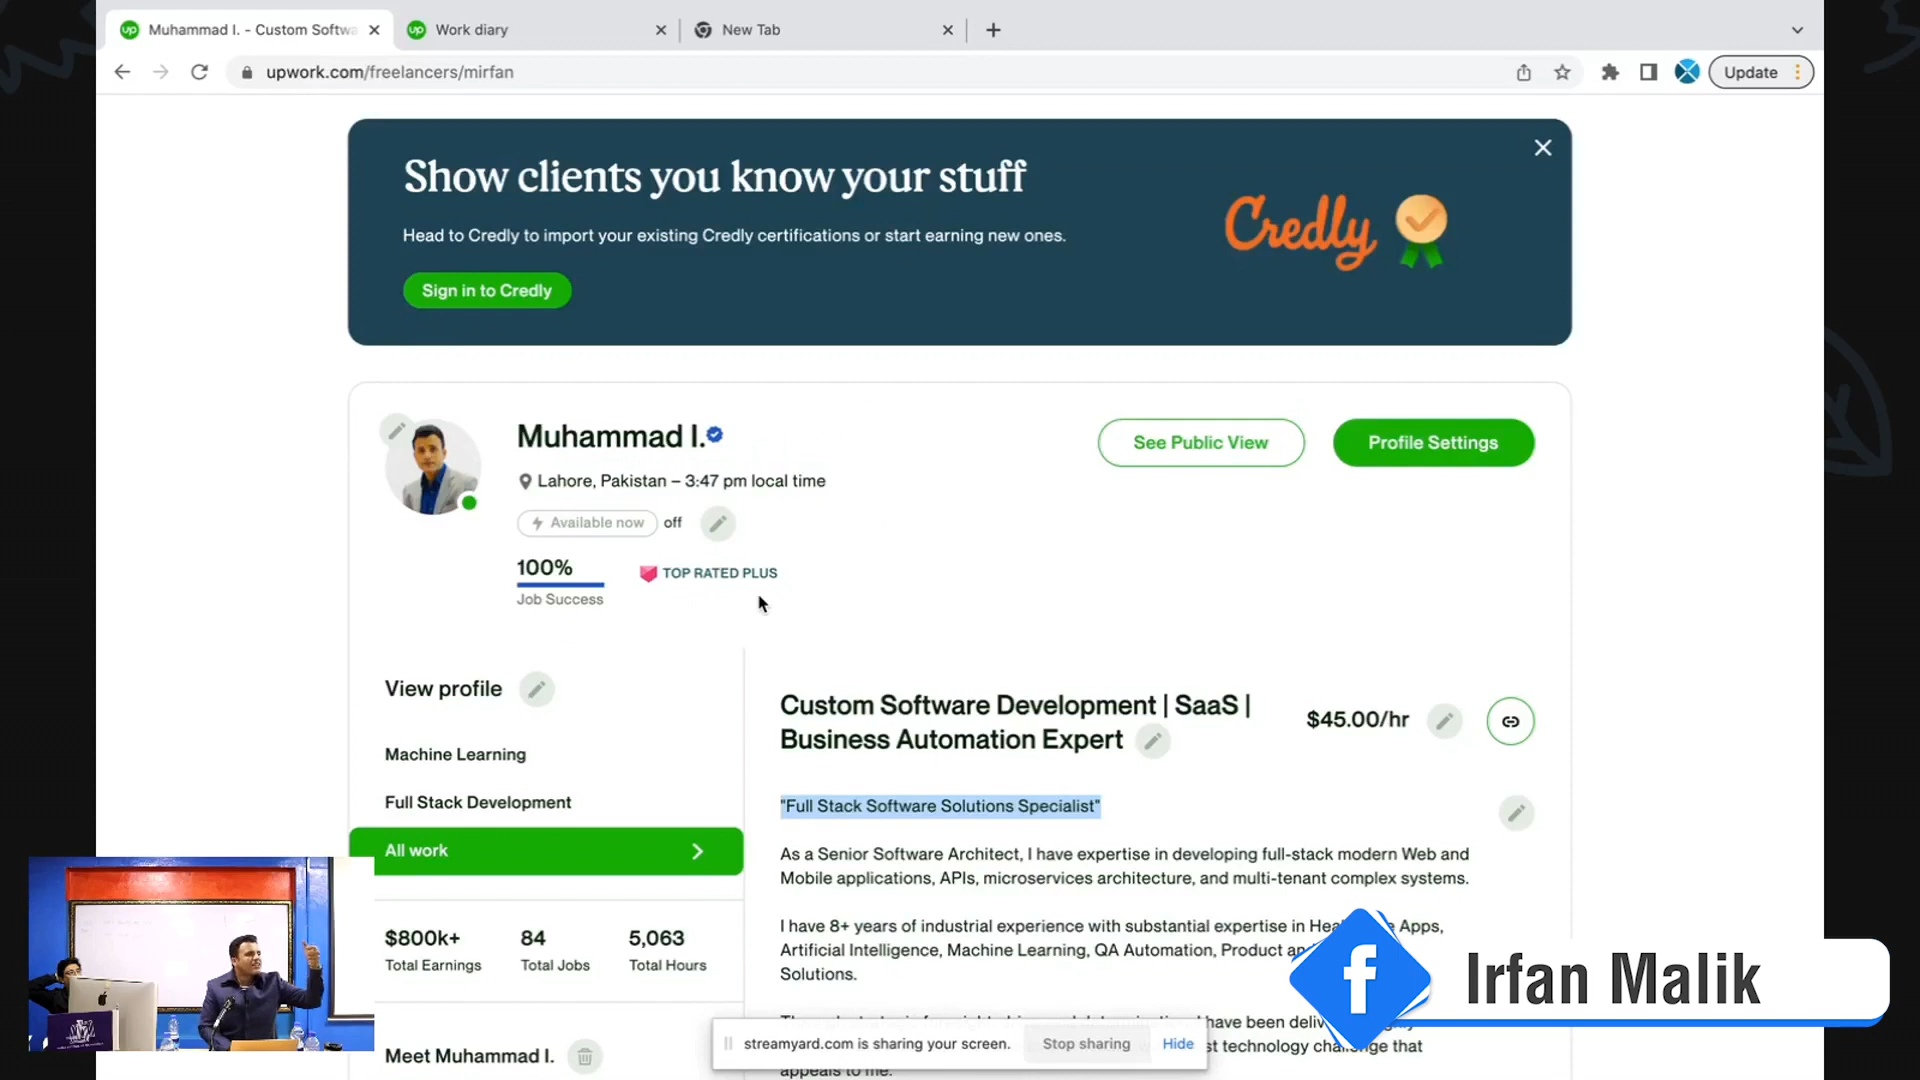 Muhammad I. - Custom Softwa
Work diary
New Tab
upwork.com/freelancers/mirfan
Update
Show clients you know your stuff
Head to Credly to import your existing Credly certifications or start earning new ones.
Sign in to Credly
Credly
Muhammad I.
Lahore, Pakistan – 3:47 pm local time
Available now off
100%
Job Success
TOP RATED PLUS
See Public View
Profile Settings
View profile
Machine Learning
Full Stack Development
All work
$800k+ 84 5,063
Total Earnings Total Jobs Total Hours
Meet Muhammad I.
Custom Software Development | SaaS |
Business Automation Expert
$45.00/hr
"Full Stack Software Solutions Specialist"
As a Senior Software Architect, I have expertise in developing full-stack modern Web and
Mobile applications, APIs, microservices architecture, and multi-tenant complex systems.
I have 8+ years of industrial experience with substantial expertise in Hea e Apps,
Artificial Intelligence, Machine Learning, QA Automation, Product an
Solutions.
have been deliv
st technology challenge that
appeals to me.
streamyard.com is sharing your screen.
Stop sharing
Hide
f
Irfan Malik